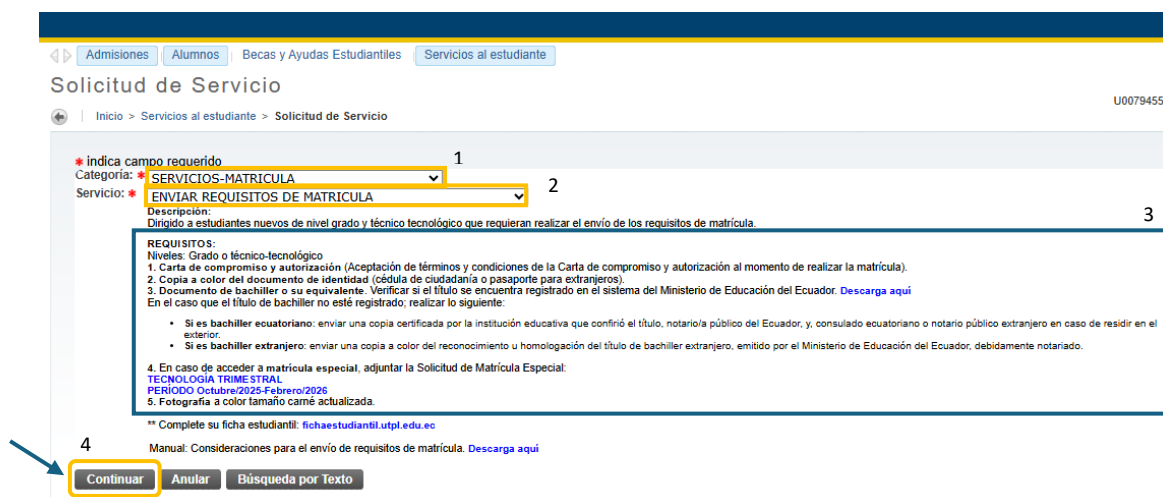 Admisiones Alumnos Becas y Ayudas Estudiantiles Servicios al estudiante
Solicitud de Servicio
U0079455
Inicio > Servicios al estudiante > Solicitud de Servicio
* indica campo requerido
1
Categoría: * SERVICIOS-MATRICULA
2
Servicio: * ENVIAR REQUISITOS DE MATRICULA
Descripción:
Dirigido a estudiantes nuevos de nivel grado y técnico tecnológico que requieran realizar el envío de los requisitos de matrícula.
3
REQUISITOS:
Niveles: Grado o técnico-tecnológico
1. Carta de compromiso y autorización (Aceptación de términos y condiciones de la Carta de compromiso y autorización al momento de realizar la matrícula).
2. Copia a color del documento de identidad (cédula de ciudadanía o pasaporte para extranjeros).
3. Documento de bachiller o su equivalente. Verificar si el título se encuentra registrado en el sistema del Ministerio de Educación del Ecuador. Descarga aquí
En el caso que el título de bachiller no esté registrado; realizar lo siguiente:
• Si es bachiller ecuatoriano: enviar una copia certificada por la institución educativa que confirió el título, notario/a público del Ecuador, y, consulado ecuatoriano o notario público extranjero en caso de residir en el
exterior.
• Si es bachiller extranjero: enviar una copia a color del reconocimiento u homologación del título de bachiller extranjero, emitido por el Ministerio de Educación del Ecuador, debidamente notariado.
4. En caso de acceder a matrícula especial, adjuntar la Solicitud de Matrícula Especial:
TECNOLOGÍA TRIMESTRAL
PERÍODO Octubre/2025-Febrero/2026
5. Fotografía a color tamaño carné actualizada.
** Complete su ficha estudiantil: fichaestudiantil.utpl.edu.ec
4
Manual: Consideraciones para el envío de requisitos de matrícula. Descarga aquí
Continuar Anular Búsqueda por Texto